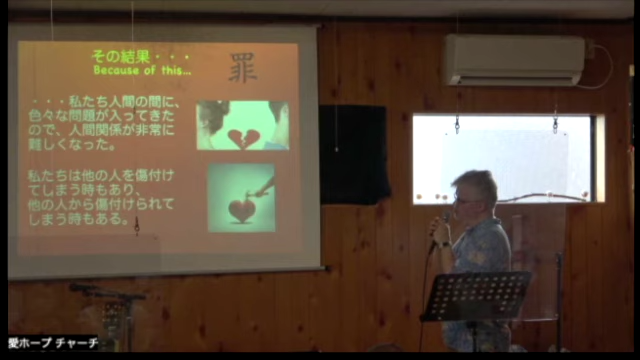 その結果・・・
Because of this...
罪
・・・私たち人間の間に、
色々な問題が入ってきた
ので、人間関係が非常に
難しくなった。
私たちは他の人を傷付け
てしまう時もあり、
他の人から傷付けられて
しまう時もある。
愛ホープ チャーチ